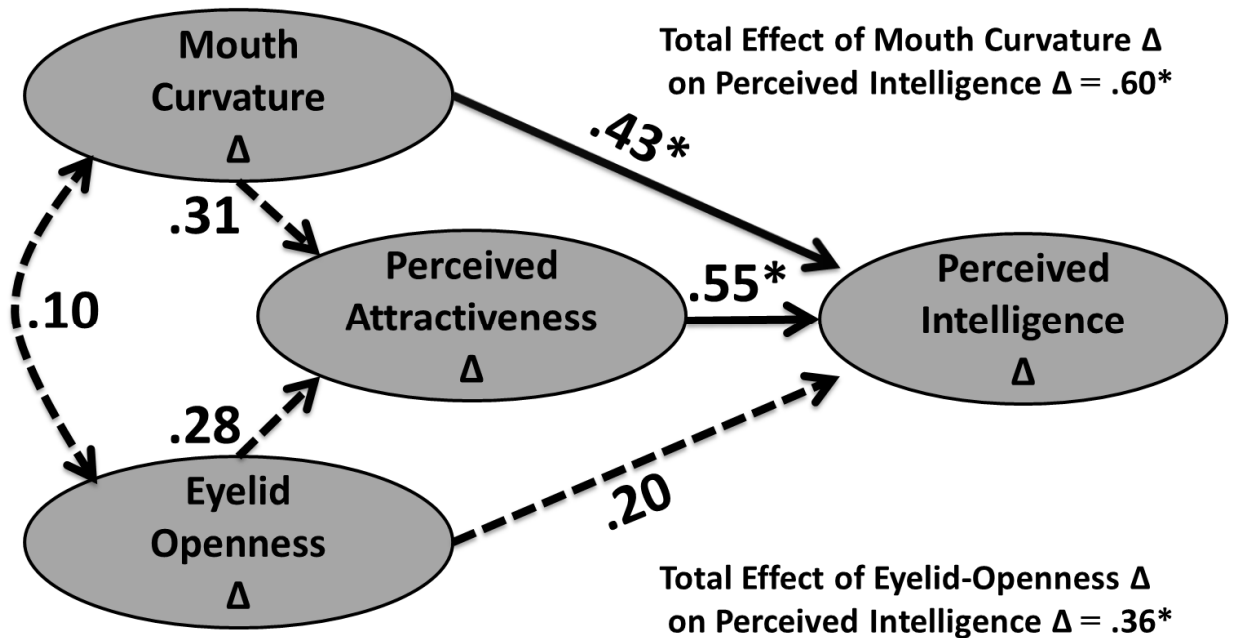 Mouth
Curvature
Δ
Total Effect of Mouth Curvature Δ
on Perceived Intelligence Δ = .60*
.43*
.31
Perceived
Attractiveness
Δ
.55*
Perceived
Intelligence
Δ
.10
.28
Eyelid
Openness
Δ
.20
Total Effect of Eyelid-Openness Δ
on Perceived Intelligence Δ = .36*